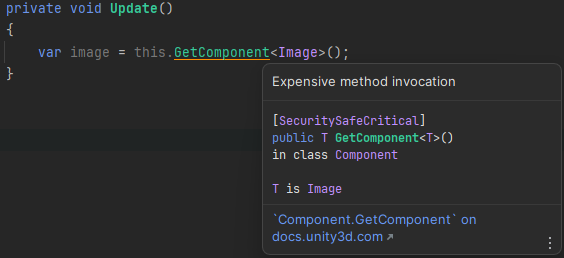 private void Update()
{
var image = this.GetComponent<Image>();
}
Expensive method invocation
[SecuritySafeCritical]
public T GetComponent<T>()
in class Component
T is Image
`Component.GetComponent` on
docs.unity3d.com↗